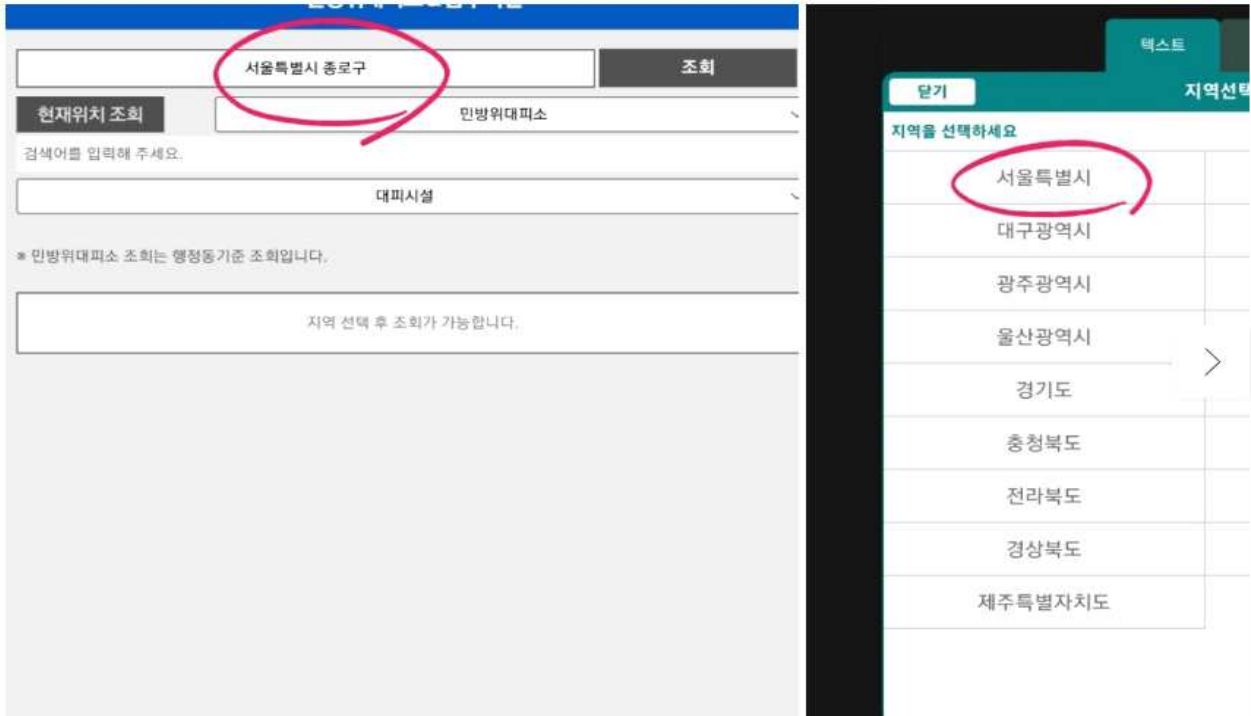 서울특별시 종로구
조회
현재위치 조회
민방위대피소
검색어를 입력해 주세요.
대피시설
※ 민방위대피소 조회는 행정동기준 조회입니다.
지역 선택 후 조회가 가능합니다.
텍스트
닫기
지역선택
지역을 선택하세요
서울특별시
대구광역시
광주광역시
울산광역시
경기도
충청북도
전라북도
경상북도
제주특별자치도